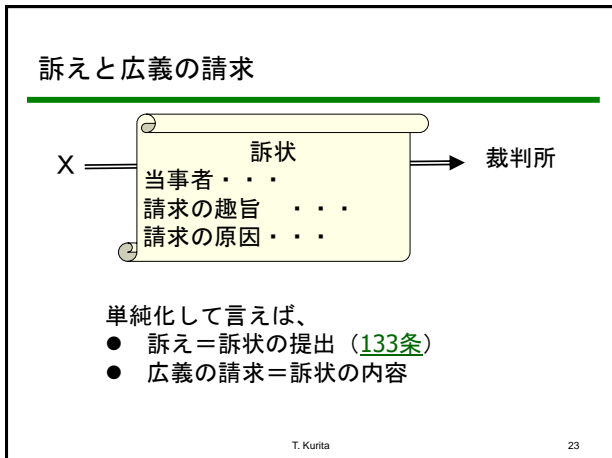 訴えと広義の請求
X
訴状
裁判所
当事者・・・
請求の趣旨　・・・
請求の原因・・・
単純化して言えば、
● 訴え＝訴状の提出（133条）
● 広義の請求＝訴状の内容
T. Kurita
23